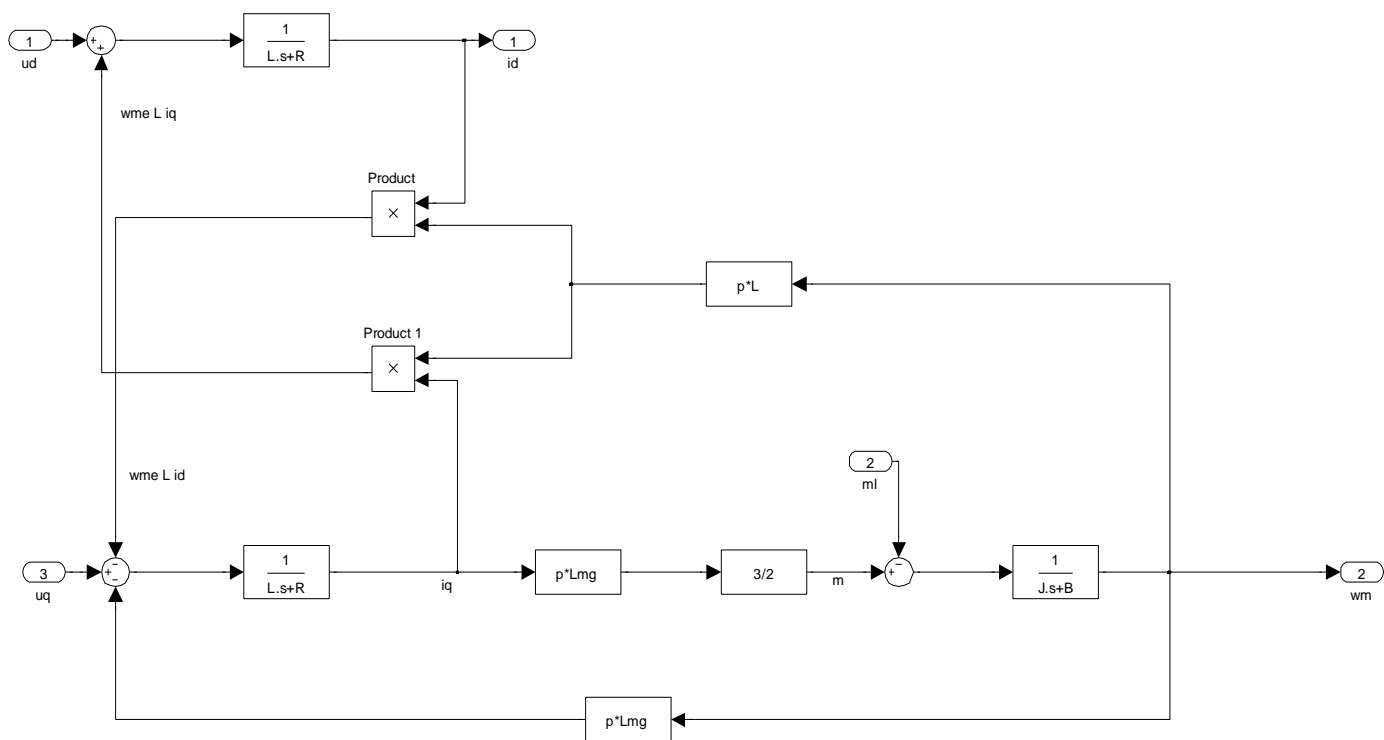 1
ud
+
+
1
L.s+R
1
id
wme L iq
Product
×
p*L
Product 1
×
wme L id
2
ml
3
uq
+
−
−
1
L.s+R
iq
p*Lmg
3/2
m
+
−
1
J.s+B
2
wm
p*Lmg